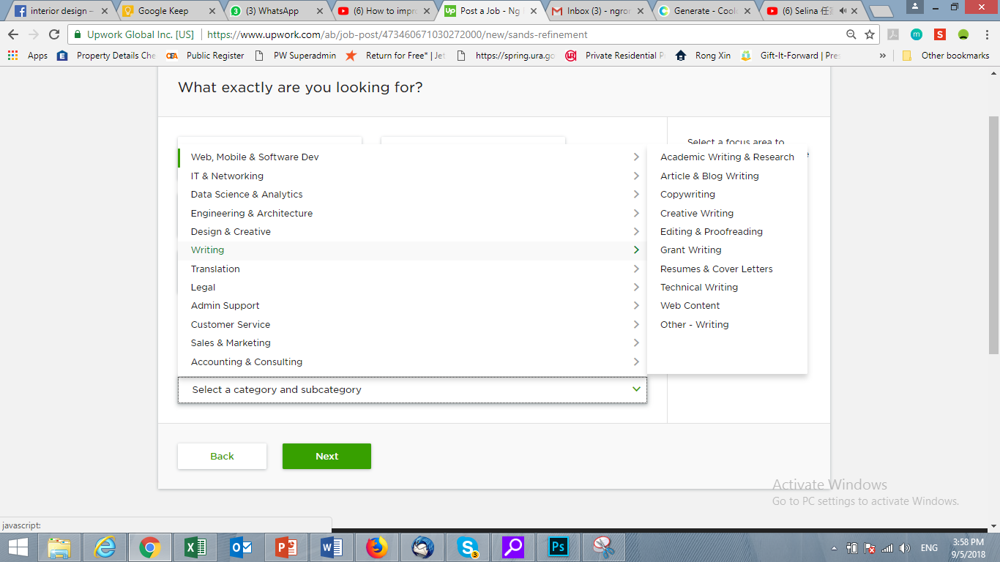 interior design –
Google Keep
(3) WhatsApp
(6) How to impro
Post a Job - Ng
Inbox (3) - ngron
Generate - Coolo
(6) Selina 任
Upwork Global Inc. [US]
https://www.upwork.com/ab/job-post/473460671030272000/new/sands-refinement
Apps
Property Details Che
CEA
Public Register
PW Superadmin
Return for Free* | Jet
https://spring.ura.go
Private Residential P
Rong Xin
Gift-It-Forward | Pre
»
Other bookmarks
What exactly are you looking for?
Select a focus area to
Web, Mobile & Software Dev
IT & Networking
Data Science & Analytics
Engineering & Architecture
Design & Creative
Writing
Translation
Legal
Admin Support
Customer Service
Sales & Marketing
Accounting & Consulting
Academic Writing & Research
Article & Blog Writing
Copywriting
Creative Writing
Editing & Proofreading
Grant Writing
Resumes & Cover Letters
Technical Writing
Web Content
Other - Writing
Select a category and subcategory
Back
Next
Activate Windows
Go to PC settings to activate Windows.
javascript:
ENG
3:58 PM
9/5/2018